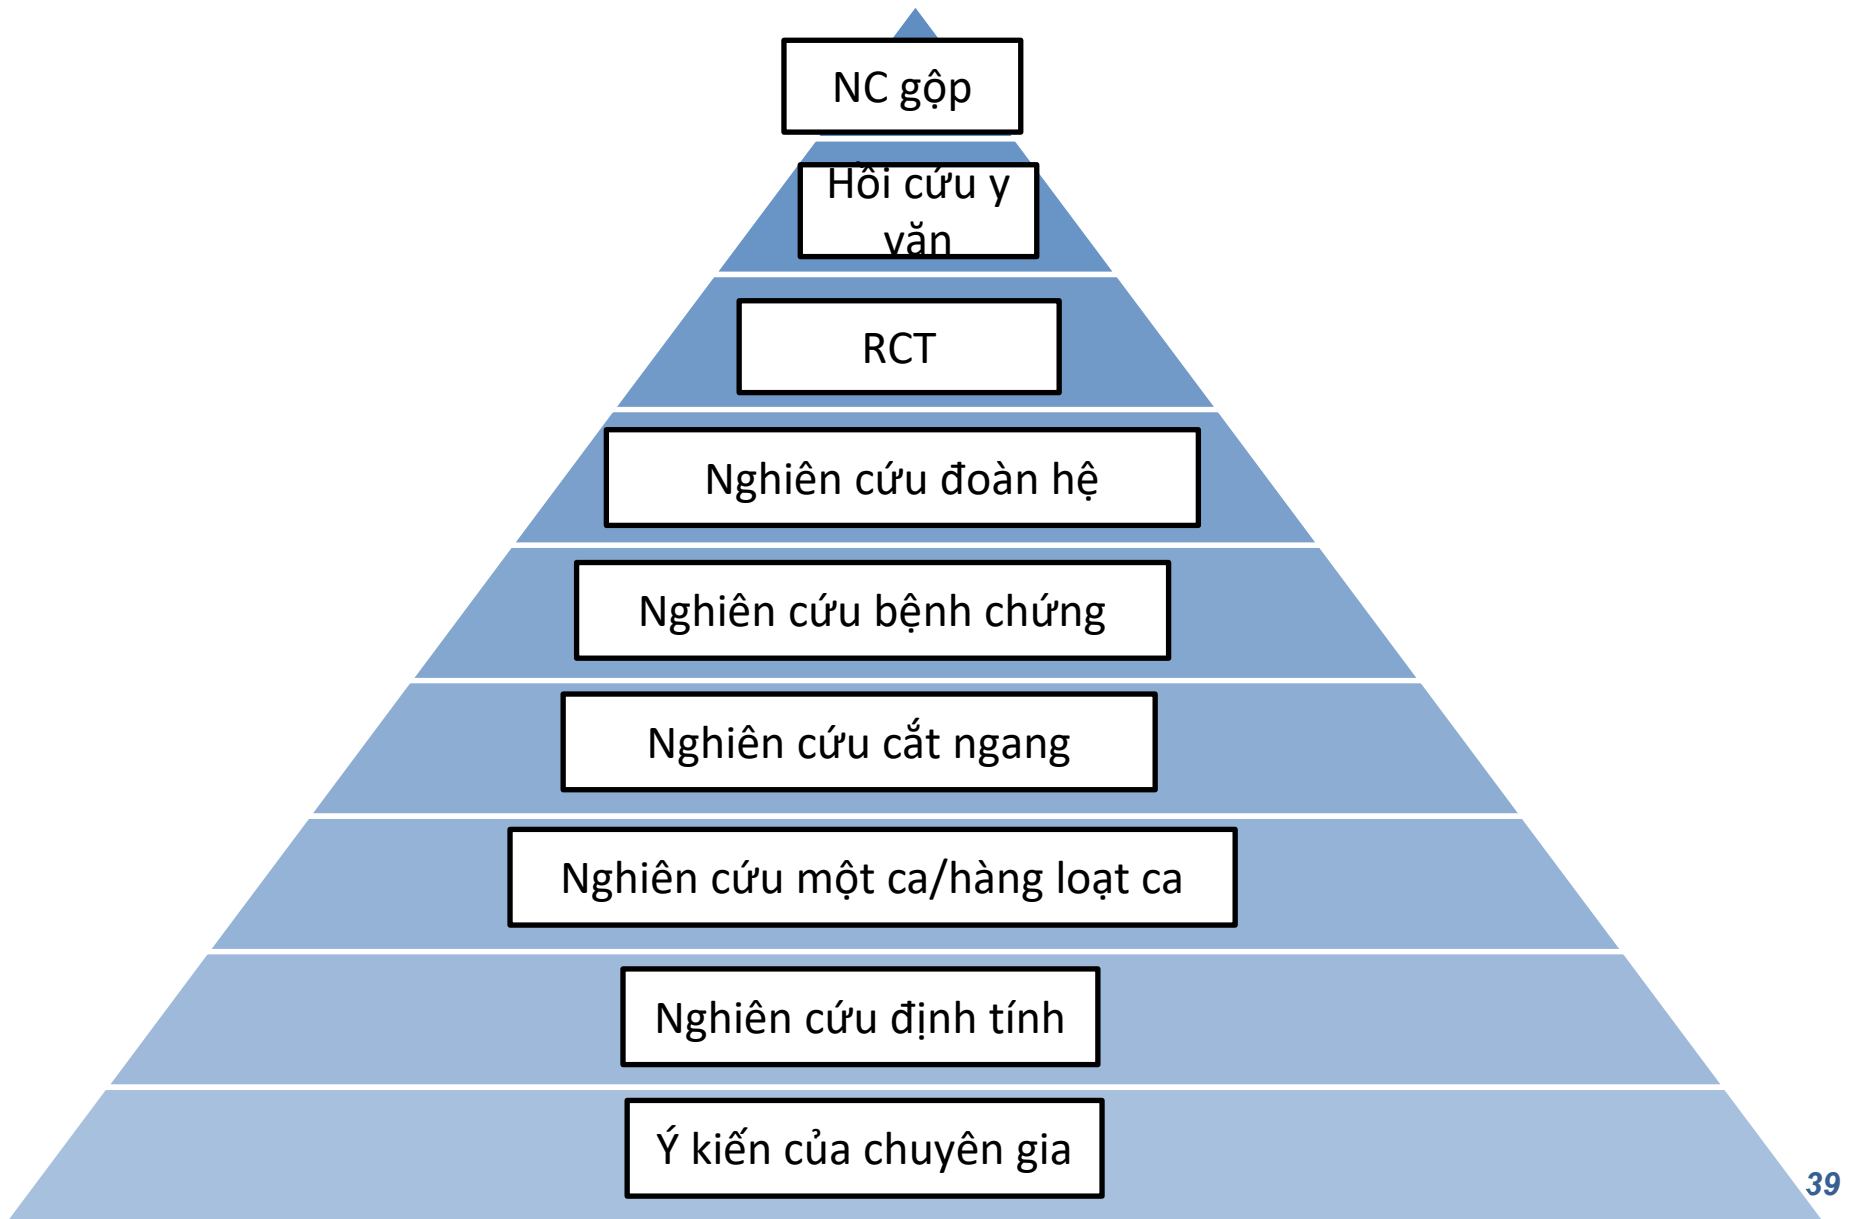 NC gộp
Hồi cứu y
văn
RCT
Nghiên cứu đoàn hệ
Nghiên cứu bệnh chứng
Nghiên cứu cắt ngang
Nghiên cứu một ca/hàng loạt ca
Nghiên cứu định tính
Ý kiến của chuyên gia
39